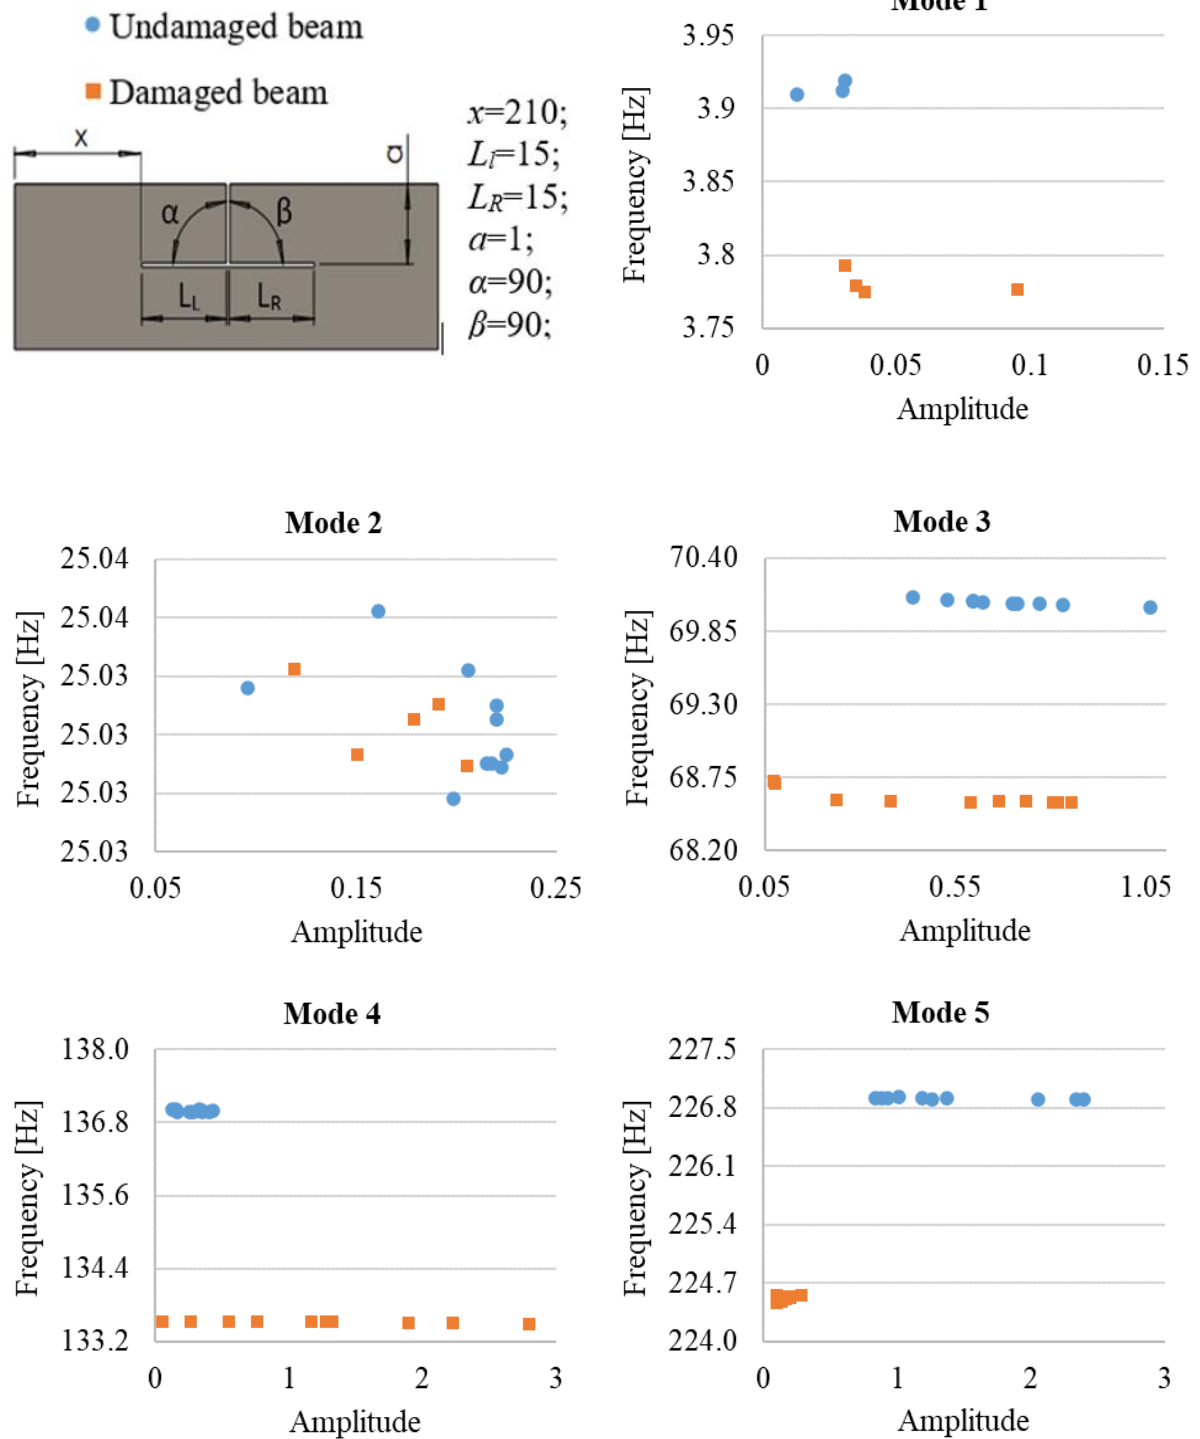 Undamaged beam
Damaged beam
x
a
α
β
L_L
L_R
x=210;
L_l=15;
L_R=15;
a=1;
α=90;
β=90;
Mode 1
Frequency [Hz]
3.95
3.9
3.85
3.8
3.75
0 0.05 0.1 0.15
Amplitude
Mode 2
Frequency [Hz]
25.04
25.04
25.03
25.03
25.03
25.03
0.05 0.15 0.25
Amplitude
Mode 3
Frequency [Hz]
70.40
69.85
69.30
68.75
68.20
0.05 0.55 1.05
Amplitude
Mode 4
Frequency [Hz]
138.0
136.8
135.6
134.4
133.2
0 1 2 3
Amplitude
Mode 5
Frequency [Hz]
227.5
226.8
226.1
225.4
224.7
224.0
0 1 2 3
Amplitude